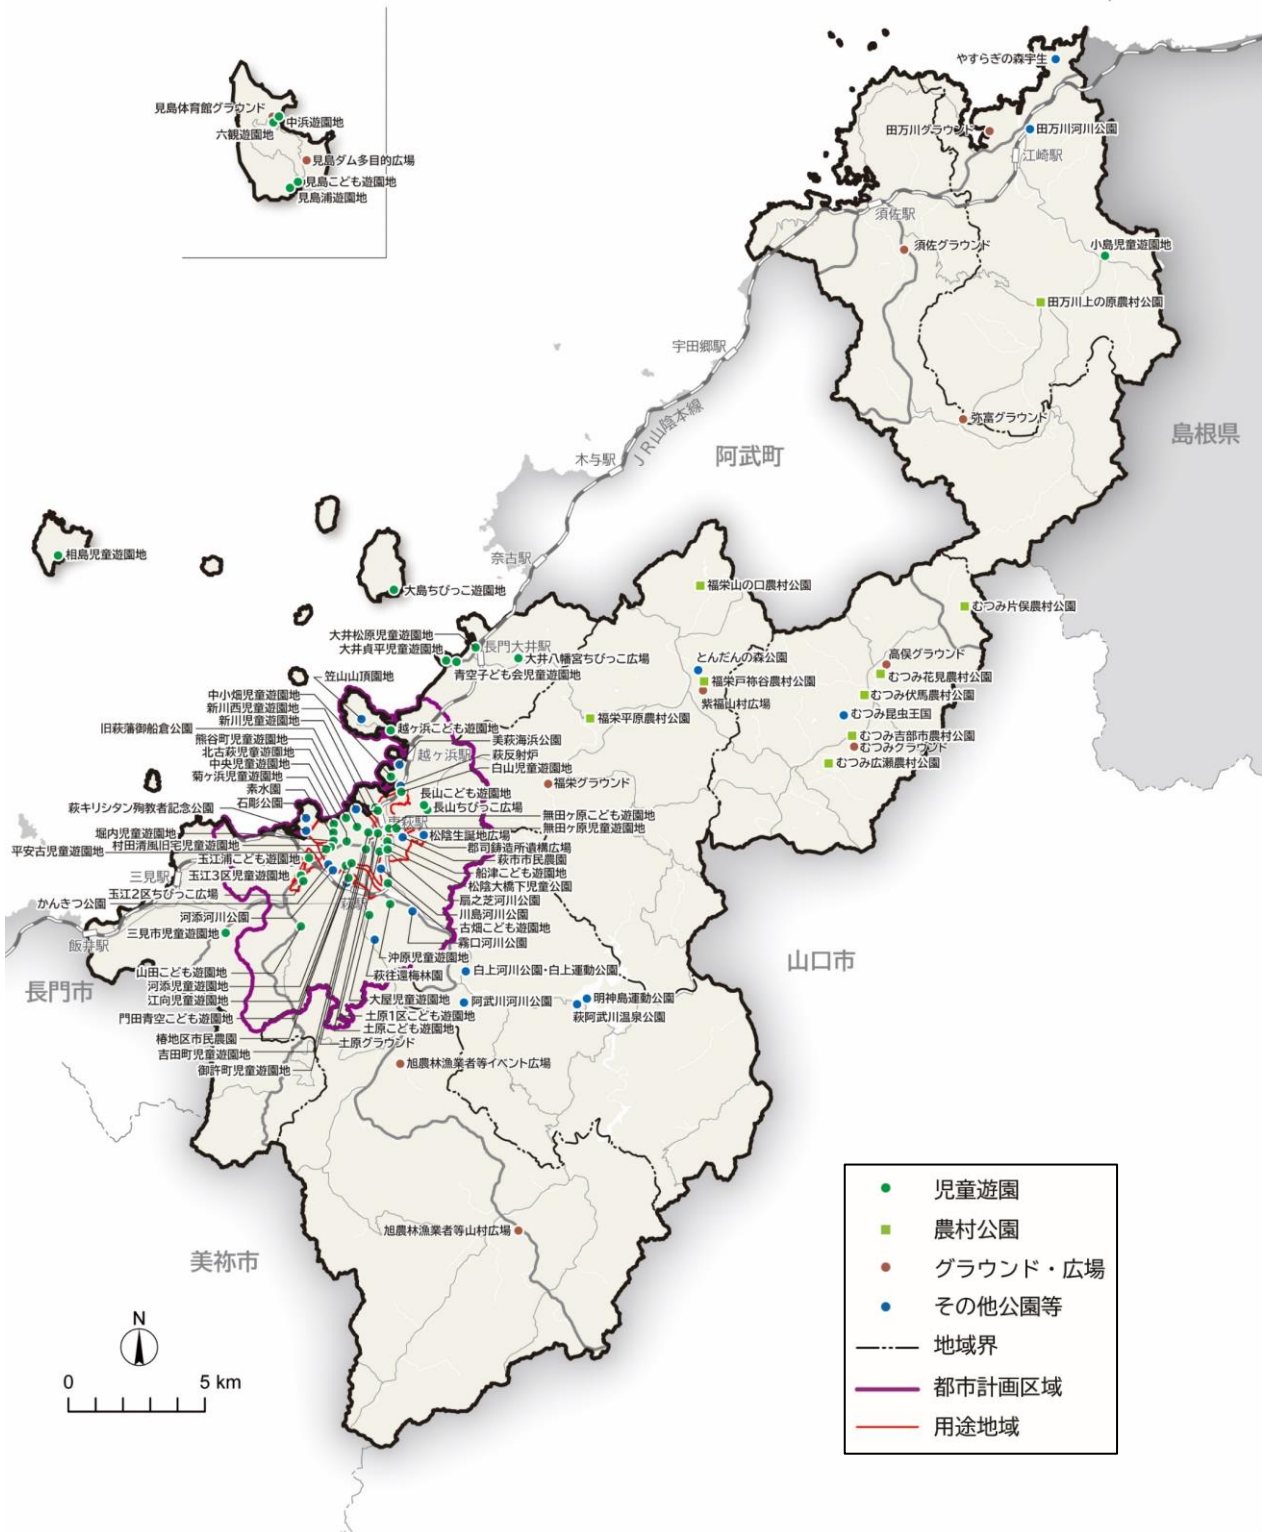 見島体育館グラウンド
中浜遊園地
六観遊園地
見島ダム多目的広場
見島こども遊園地
見島浦遊園地
やすらぎの森宇生
田万川グラウンド
田万川河川公園
江崎駅
須佐駅
須佐グラウンド
小島児童遊園地
田万川上の原農村公園
宇田郷駅
弥富グラウンド
JR山陰本線
島根県
阿武町
木与駅
奈古駅
相島児童遊園地
大島ちびっこ遊園地
福栄山の口農村公園
むつみ片俣農村公園
大井松原児童遊園地
長門大井駅
大井貞平児童遊園地
大井八幡宮ちびっこ広場
青空子ども会児童遊園地
とんだんの森公園
高俣グラウンド
福栄戸祢谷農村公園
むつみ花見農村公園
紫福山村広場
むつみ伏馬農村公園
笠山山頂園地
むつみ昆虫王国
福栄平原農村公園
中小畑児童遊園地
新川西児童遊園地
新川児童遊園地
旧萩藩御船倉公園
越ヶ浜こども遊園地
むつみ吉部市農村公園
むつみグラウンド
むつみ広瀬農村公園
熊谷町児童遊園地
美萩海浜公園
北古萩児童遊園地
越ヶ浜駅
萩反射炉
中央児童遊園地
白山児童遊園地
菊ヶ浜児童遊園地
福栄グラウンド
素水園
長山こども遊園地
石彫公園
長山ちびっこ広場
萩キリシタン殉教者記念公園
無田ヶ原こども遊園地
東萩駅
無田ヶ原児童遊園地
堀内児童遊園地
松陰生誕地広場
村田清風旧宅児童遊園地
郡司鋳造所遺構広場
平安古児童遊園地
萩市市民農園
玉江浦こども遊園地
船津こども遊園地
三見駅
玉江3区児童遊園地
松陰大橋下児童公園
玉江2区ちびっこ広場
扇之芝河川公園
かんきつ公園
萩駅
川島河川公園
河添河川公園
古畑こども遊園地
三見市児童遊園地
霧口河川公園
飯井駅
沖原児童遊園地
山口市
山田こども遊園地
萩往還梅林園
白上河川公園・白上運動公園
長門市
河添児童遊園地
江向児童遊園地
大屋児童遊園地
阿武川河川公園
明神島運動公園
門田青空こども遊園地
土原1区こども遊園地
萩阿武川温泉公園
土原こども遊園地
椿地区市民農園
土原グラウンド
吉田町児童遊園地
御許町児童遊園地
旭農林漁業者等イベント広場
旭農林漁業者等山村広場
美祢市
N
0 5 km
児童遊園
農村公園
グラウンド・広場
その他公園等
地域界
都市計画区域
用途地域